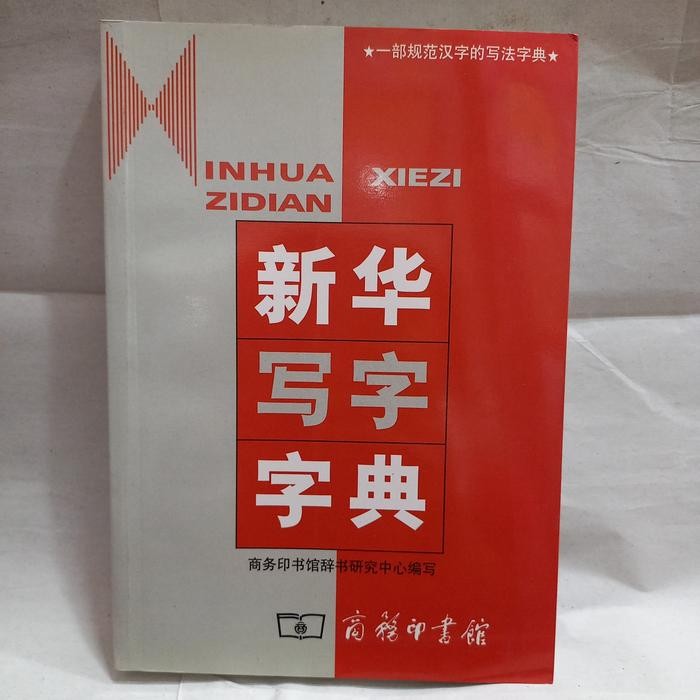 ★一部规范汉字的写法字典★
XINHUA XIEZI
ZIDIAN
新华
写字
字典
商务印书馆辞书研究中心编写
商務印書館